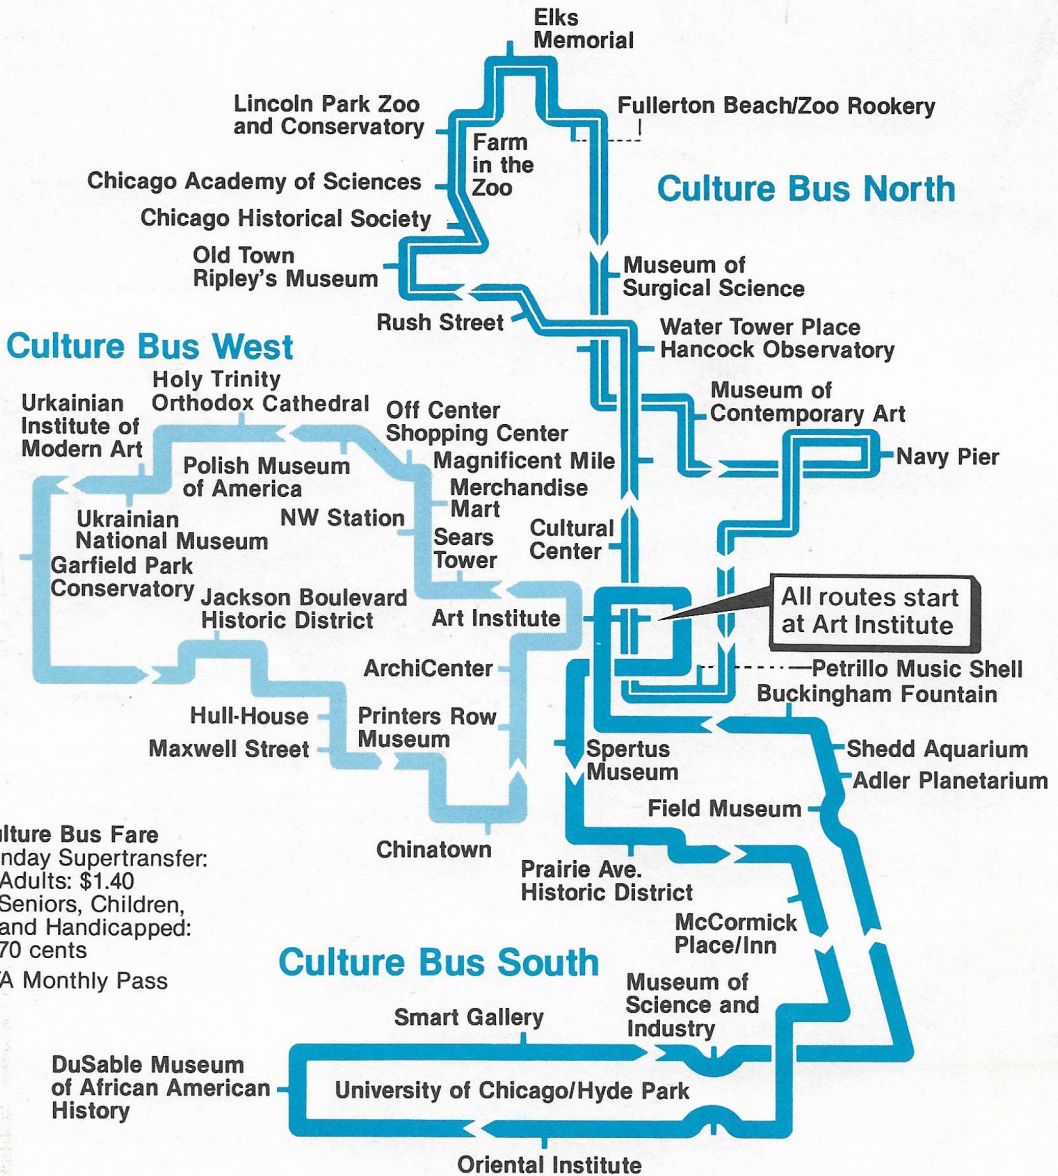 Elks
Memorial
Lincoln Park Zoo
and Conservatory
Fullerton Beach/Zoo Rookery
Farm
in the
Zoo
Chicago Academy of Sciences
Culture Bus North
Chicago Historical Society
Old Town
Ripley's Museum
Museum of
Surgical Science
Rush Street
Water Tower Place
Hancock Observatory
Culture Bus West
Holy Trinity
Orthodox Cathedral
Urkainian
Institute of
Modern Art
Off Center
Shopping Center
Museum of
Contemporary Art
Polish Museum
of America
Magnificent Mile
Navy Pier
Merchandise
Mart
NW Station
Ukrainian
National Museum
Sears
Tower
Cultural
Center
Garfield Park
Conservatory
Jackson Boulevard
Historic District
Art Institute
All routes start
at Art Institute
ArchiCenter
Petrillo Music Shell
Buckingham Fountain
Hull-House
Printers Row
Museum
Maxwell Street
Spertus
Museum
Shedd Aquarium
Adler Planetarium
Field Museum
Chinatown
Prairie Ave.
Historic District
ulture Bus Fare
nday Supertransfer:
Adults: $1.40
Seniors, Children,
and Handicapped:
70 cents
A Monthly Pass
McCormick
Place/Inn
Culture Bus South
Museum of
Science and
Industry
Smart Gallery
DuSable Museum
of African American
History
University of Chicago/Hyde Park
Oriental Institute